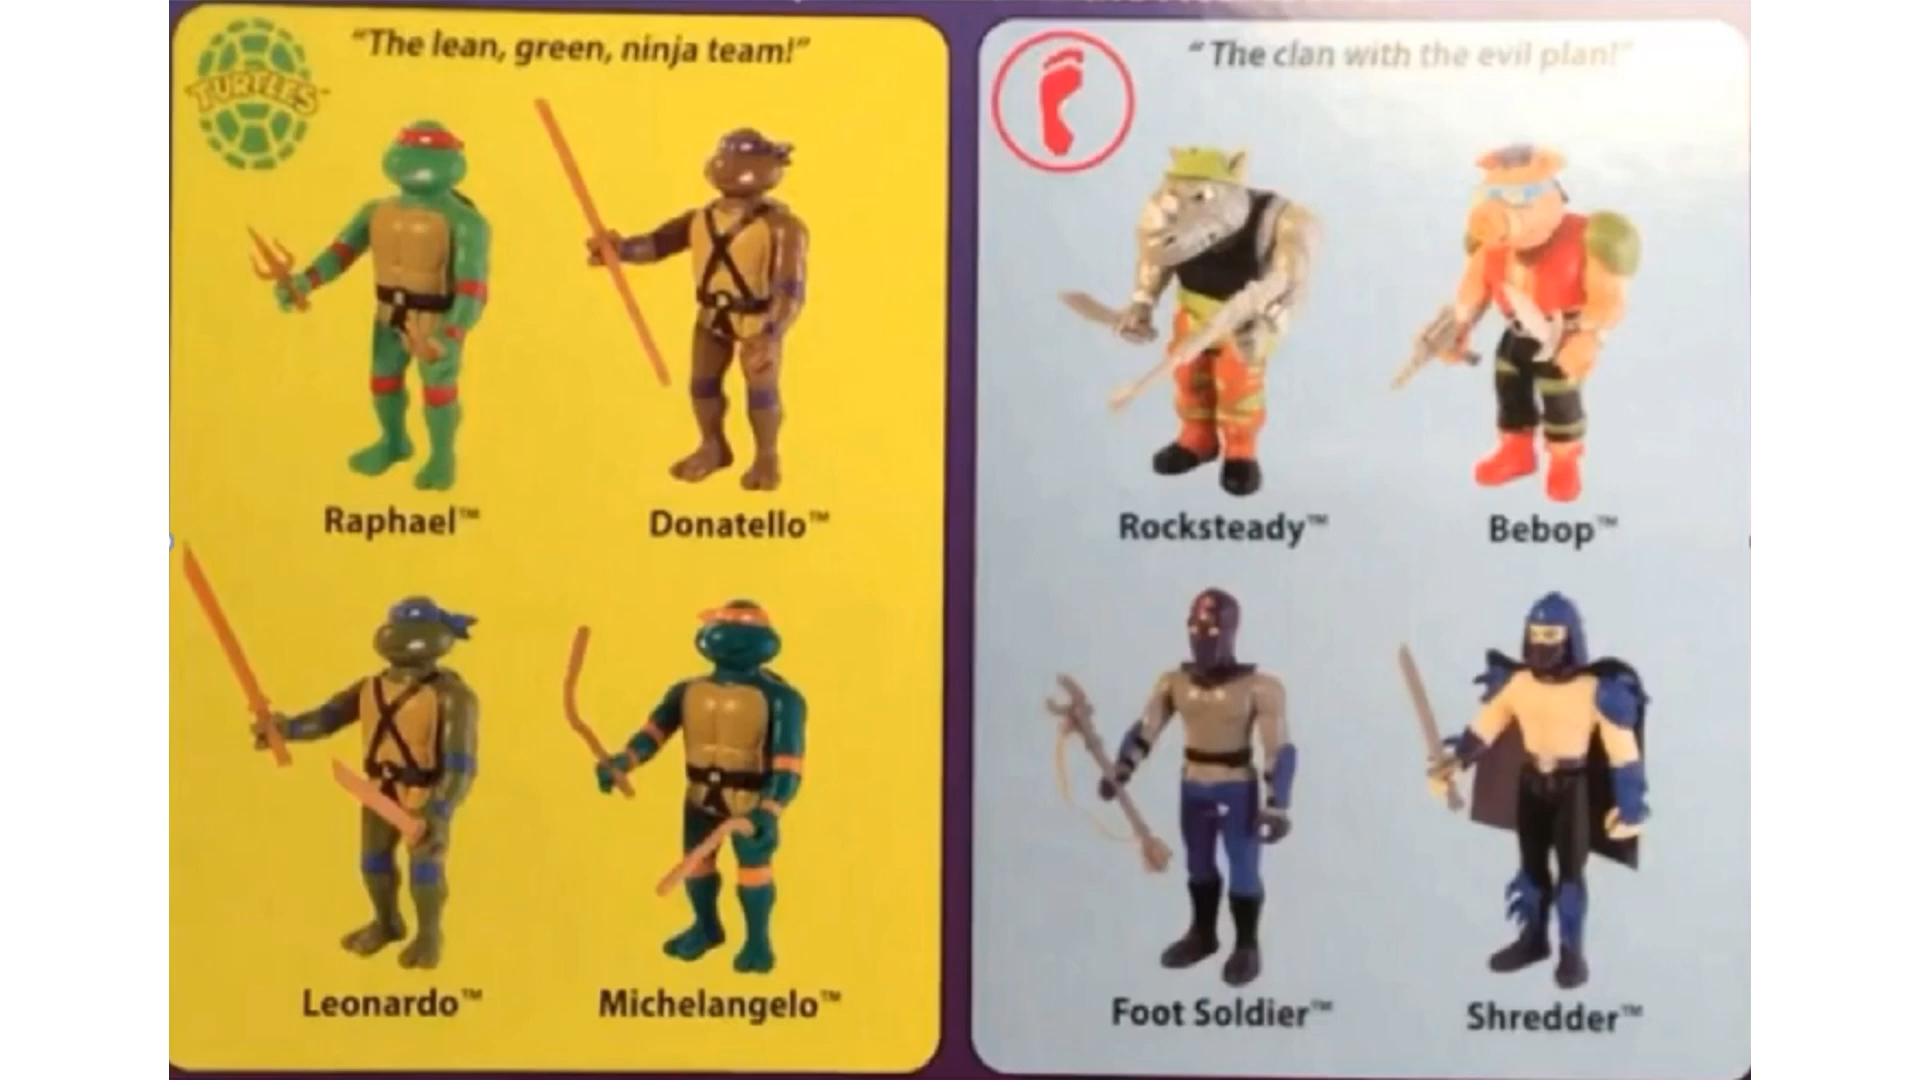 TURTLES™
"The lean, green, ninja team!"
Raphael™
Donatello™
Leonardo™
Michelangelo™
"The clan with the evil plan!"
Rocksteady™
Bebop™
Foot Soldier™
Shredder™